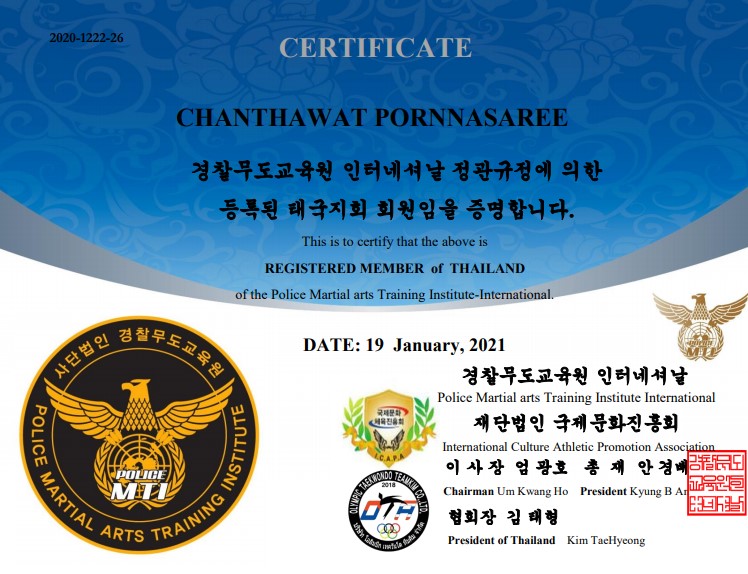 2020-1222-26
CERTIFICATE
CHANTHAWAT PORNNASAREE
경찰무도교육원 인터네셔날 정관규정에 의한
등록된 태국지회 회원임을 증명합니다.
This is to certify that the above is
REGISTERED MEMBER of THAILAND
of the Police Martial arts Training Institute-International.
DATE: 19 January, 2021
사단법인 경찰무도교육원
POLICE MARTIAL ARTS TRAINING INSTITUTE
POLICE
MTI
POLICE
MTI
경찰무도교육원 인터네셔날
Police Martial arts Training Institute International
재단법인 국제문화진흥회
International Culture Athletic Promotion Association
이사장 엄광호 총재 안경배
Chairman Um Kwang Ho President Kyung B
협회장 김태형
President of Thailand Kim TaeHyeong
국제문화
체육진흥회
I.C.A.P.A
OLYMPIC TAEKWONDO TEAMKIM CO.,LTD
2018
OTK